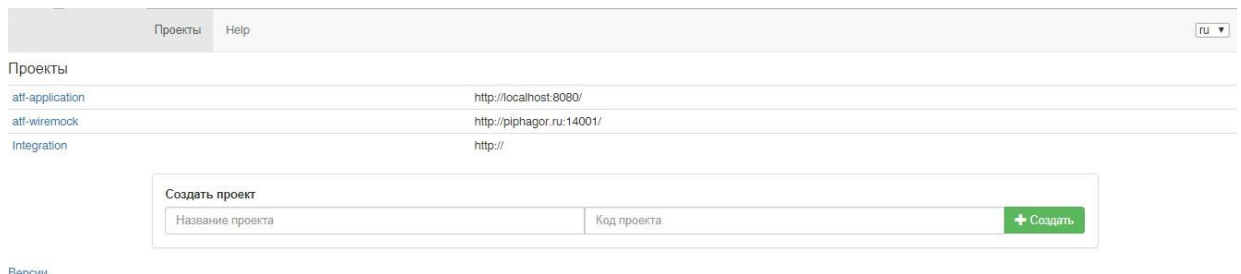 Проекты Help ru
Проекты
atf-application http://localhost:8080/
atf-wiremock http://piphagor.ru:14001/
Integration http://
Создать проект
Название проекта Код проекта Создать
Версии